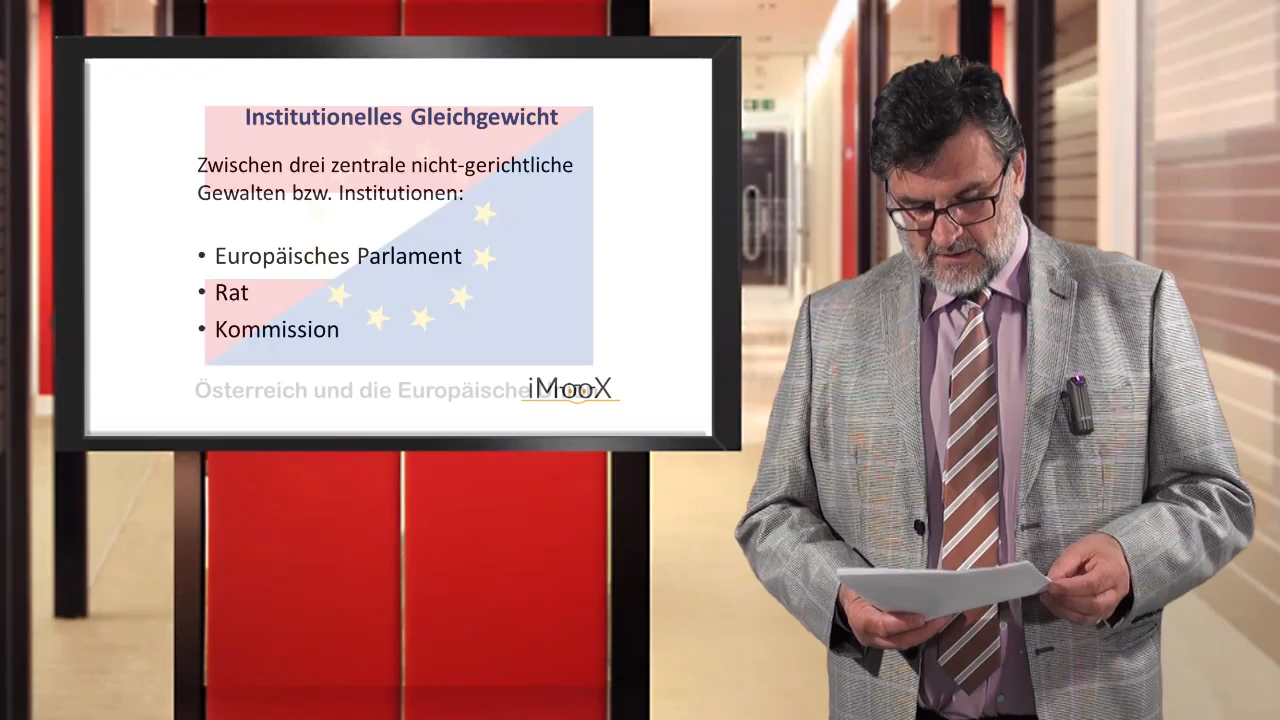 Institutionelles Gleichgewicht
Zwischen drei zentrale nicht-gerichtliche
Gewalten bzw. Institutionen:
• Europäisches Parlament
• Rat
• Kommission
Österreich und die Europäische
iMooX